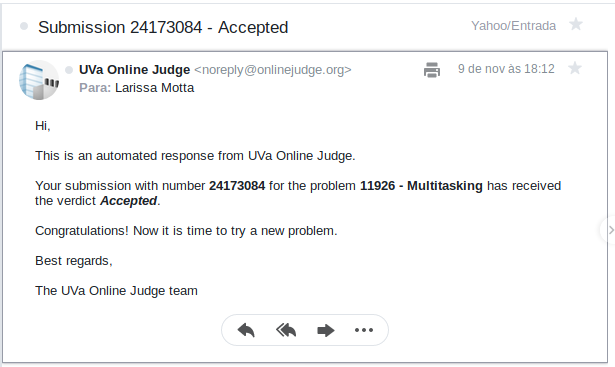 Submission 24173084 - Accepted
Yahoo/Entrada
UVa Online Judge <noreply@onlinejudge.org>
9 de nov às 18:12
Para: Larissa Motta
Hi,
This is an automated response from UVa Online Judge.
Your submission with number 24173084 for the problem 11926 - Multitasking has received
the verdict Accepted.
Congratulations! Now it is time to try a new problem.
Best regards,
The UVa Online Judge team